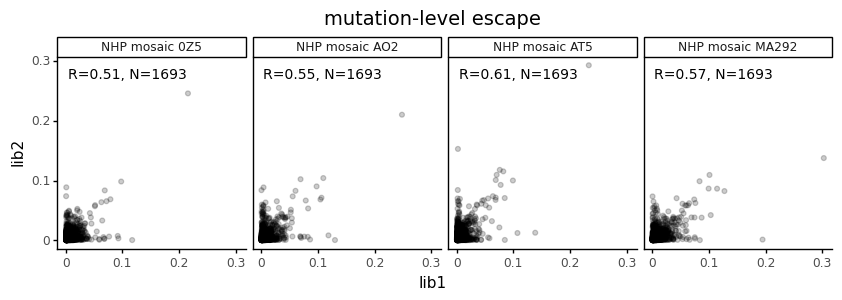 mutation-level escape
NHP mosaic 0Z5
NHP mosaic AO2
NHP mosaic AT5
NHP mosaic MA292
R=0.51, N=1693
R=0.55, N=1693
R=0.61, N=1693
R=0.57, N=1693
0.3
0.2
0.1
0
lib2
0 0.1 0.2 0.3
0 0.1 0.2 0.3
0 0.1 0.2 0.3
0 0.1 0.2 0.3
lib1